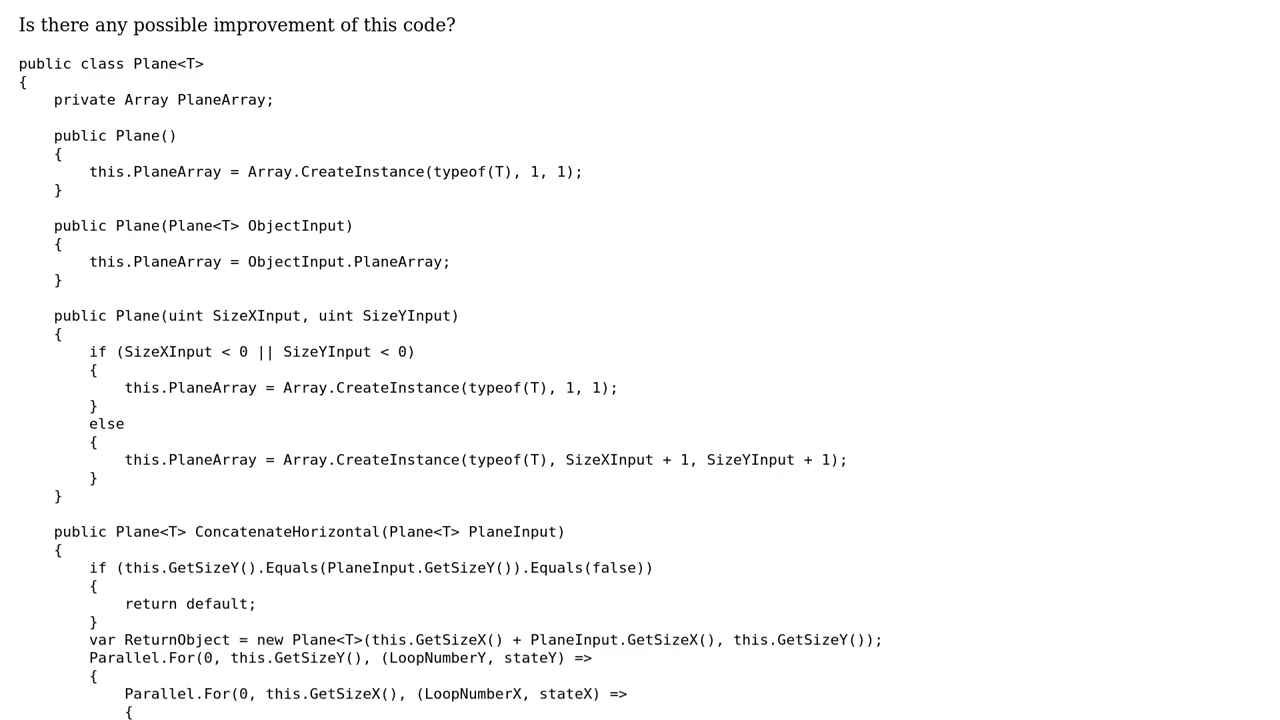 Is there any possible improvement of this code?
public class Plane<T>
{
    private Array PlaneArray;
    public Plane()
    {
        this.PlaneArray = Array.CreateInstance(typeof(T), 1, 1);
    }
    public Plane(Plane<T> ObjectInput)
    {
        this.PlaneArray = ObjectInput.PlaneArray;
    }
    public Plane(uint SizeXInput, uint SizeYInput)
    {
        if (SizeXInput < 0 || SizeYInput < 0)
        {
            this.PlaneArray = Array.CreateInstance(typeof(T), 1, 1);
        }
        else
        {
            this.PlaneArray = Array.CreateInstance(typeof(T), SizeXInput + 1, SizeYInput + 1);
        }
    }
    public Plane<T> ConcatenateHorizontal(Plane<T> PlaneInput)
    {
        if (this.GetSizeY().Equals(PlaneInput.GetSizeY()).Equals(false))
        {
            return default;
        }
        var ReturnObject = new Plane<T>(this.GetSizeX() + PlaneInput.GetSizeX(), this.GetSizeY());
        Parallel.For(0, this.GetSizeY(), (LoopNumberY, stateY) =>
        {
            Parallel.For(0, this.GetSizeX(), (LoopNumberX, stateX) =>
            {